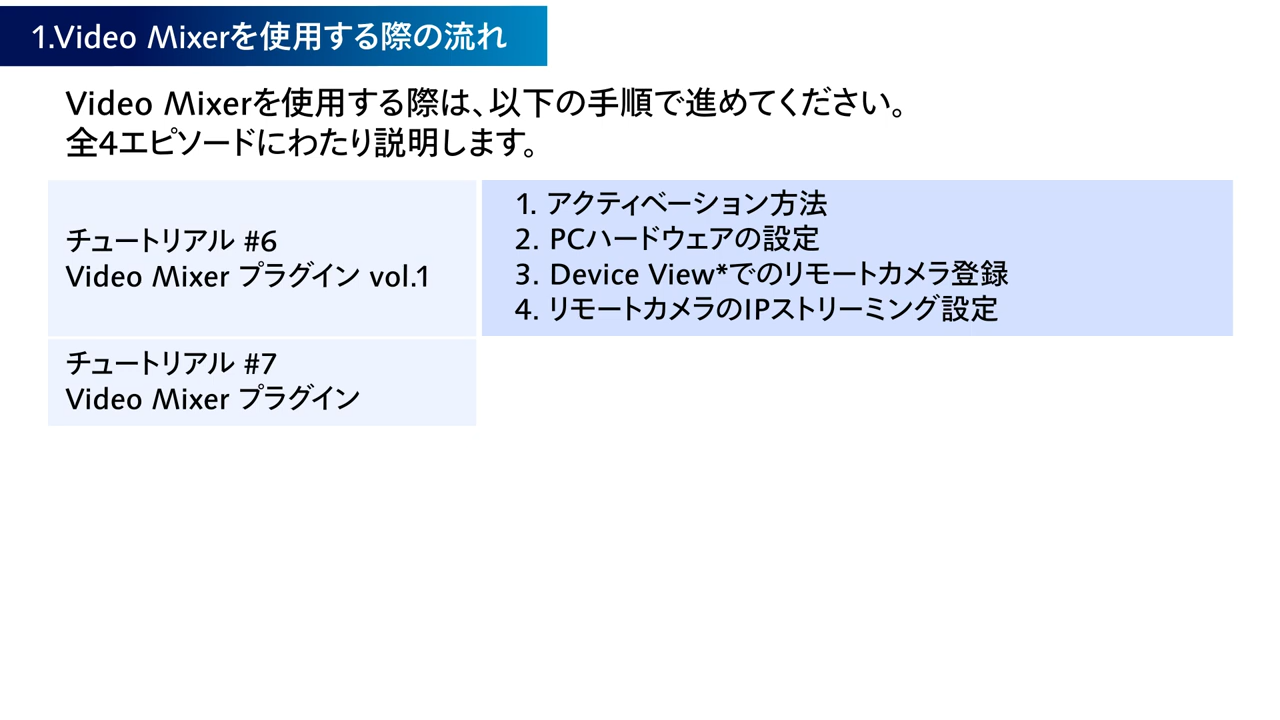 1.Video Mixerを使用する際の流れ
Video Mixerを使用する際は、以下の手順で進めてください。
全4エピソードにわたり説明します。
チュートリアル #6
Video Mixer プラグイン vol.1
1. アクティベーション方法
2. PCハードウェアの設定
3. Device View*でのリモートカメラ登録
4. リモートカメラのIPストリーミング設定
チュートリアル #7
Video Mixer プラグイン